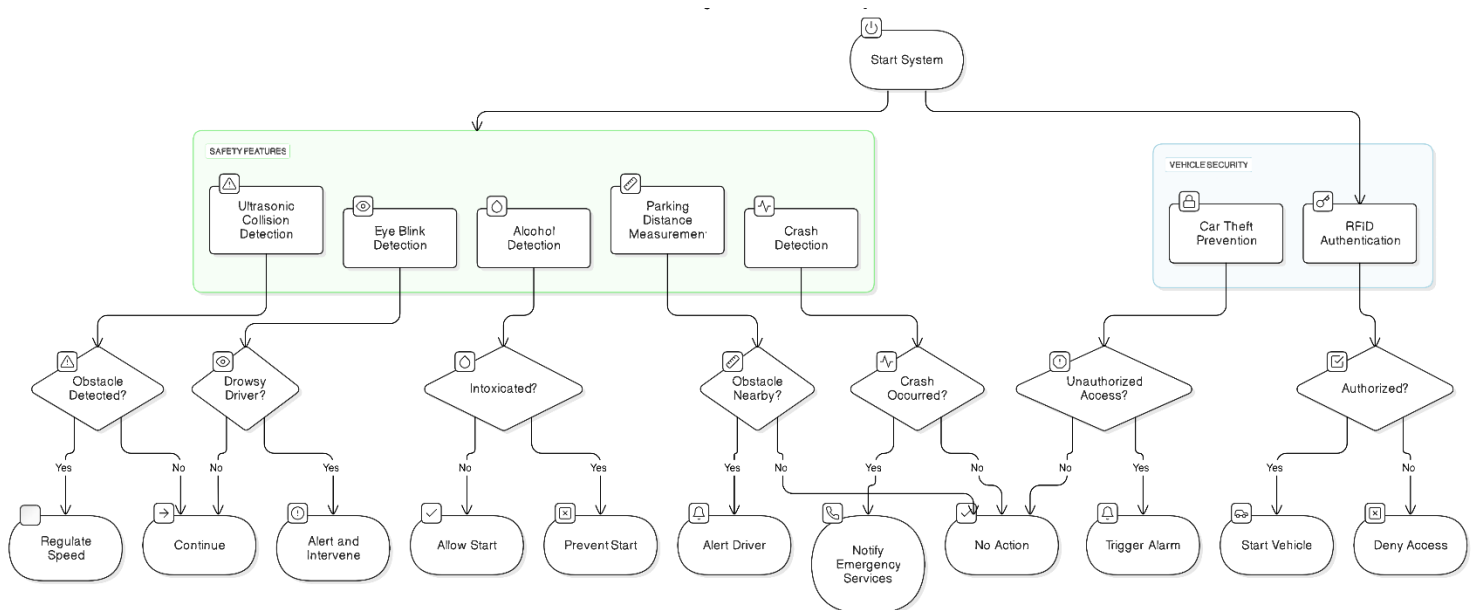 Start System
SAFETY FEATURES
VEHICLE SECURITY
Ultrasonic
Collision
Detection
Eye Blink
Detection
Alcohol
Detection
Parking
Distance
Measurement
Crash
Detection
Car Theft
Prevention
RFID
Authentication
Obstacle
Detected?
Drowsy
Driver?
Intoxicated?
Obstacle
Nearby?
Crash
Occurred?
Unauthorized
Access?
Authorized?
Yes
No
No
Yes
No
Yes
Yes
No
Yes
No
No
Yes
Yes
No
Regulate
Speed
Continue
Alert and
Intervene
Allow Start
Prevent Start
Alert Driver
Notify
Emergency
Services
No Action
Trigger Alarm
Start Vehicle
Deny Access